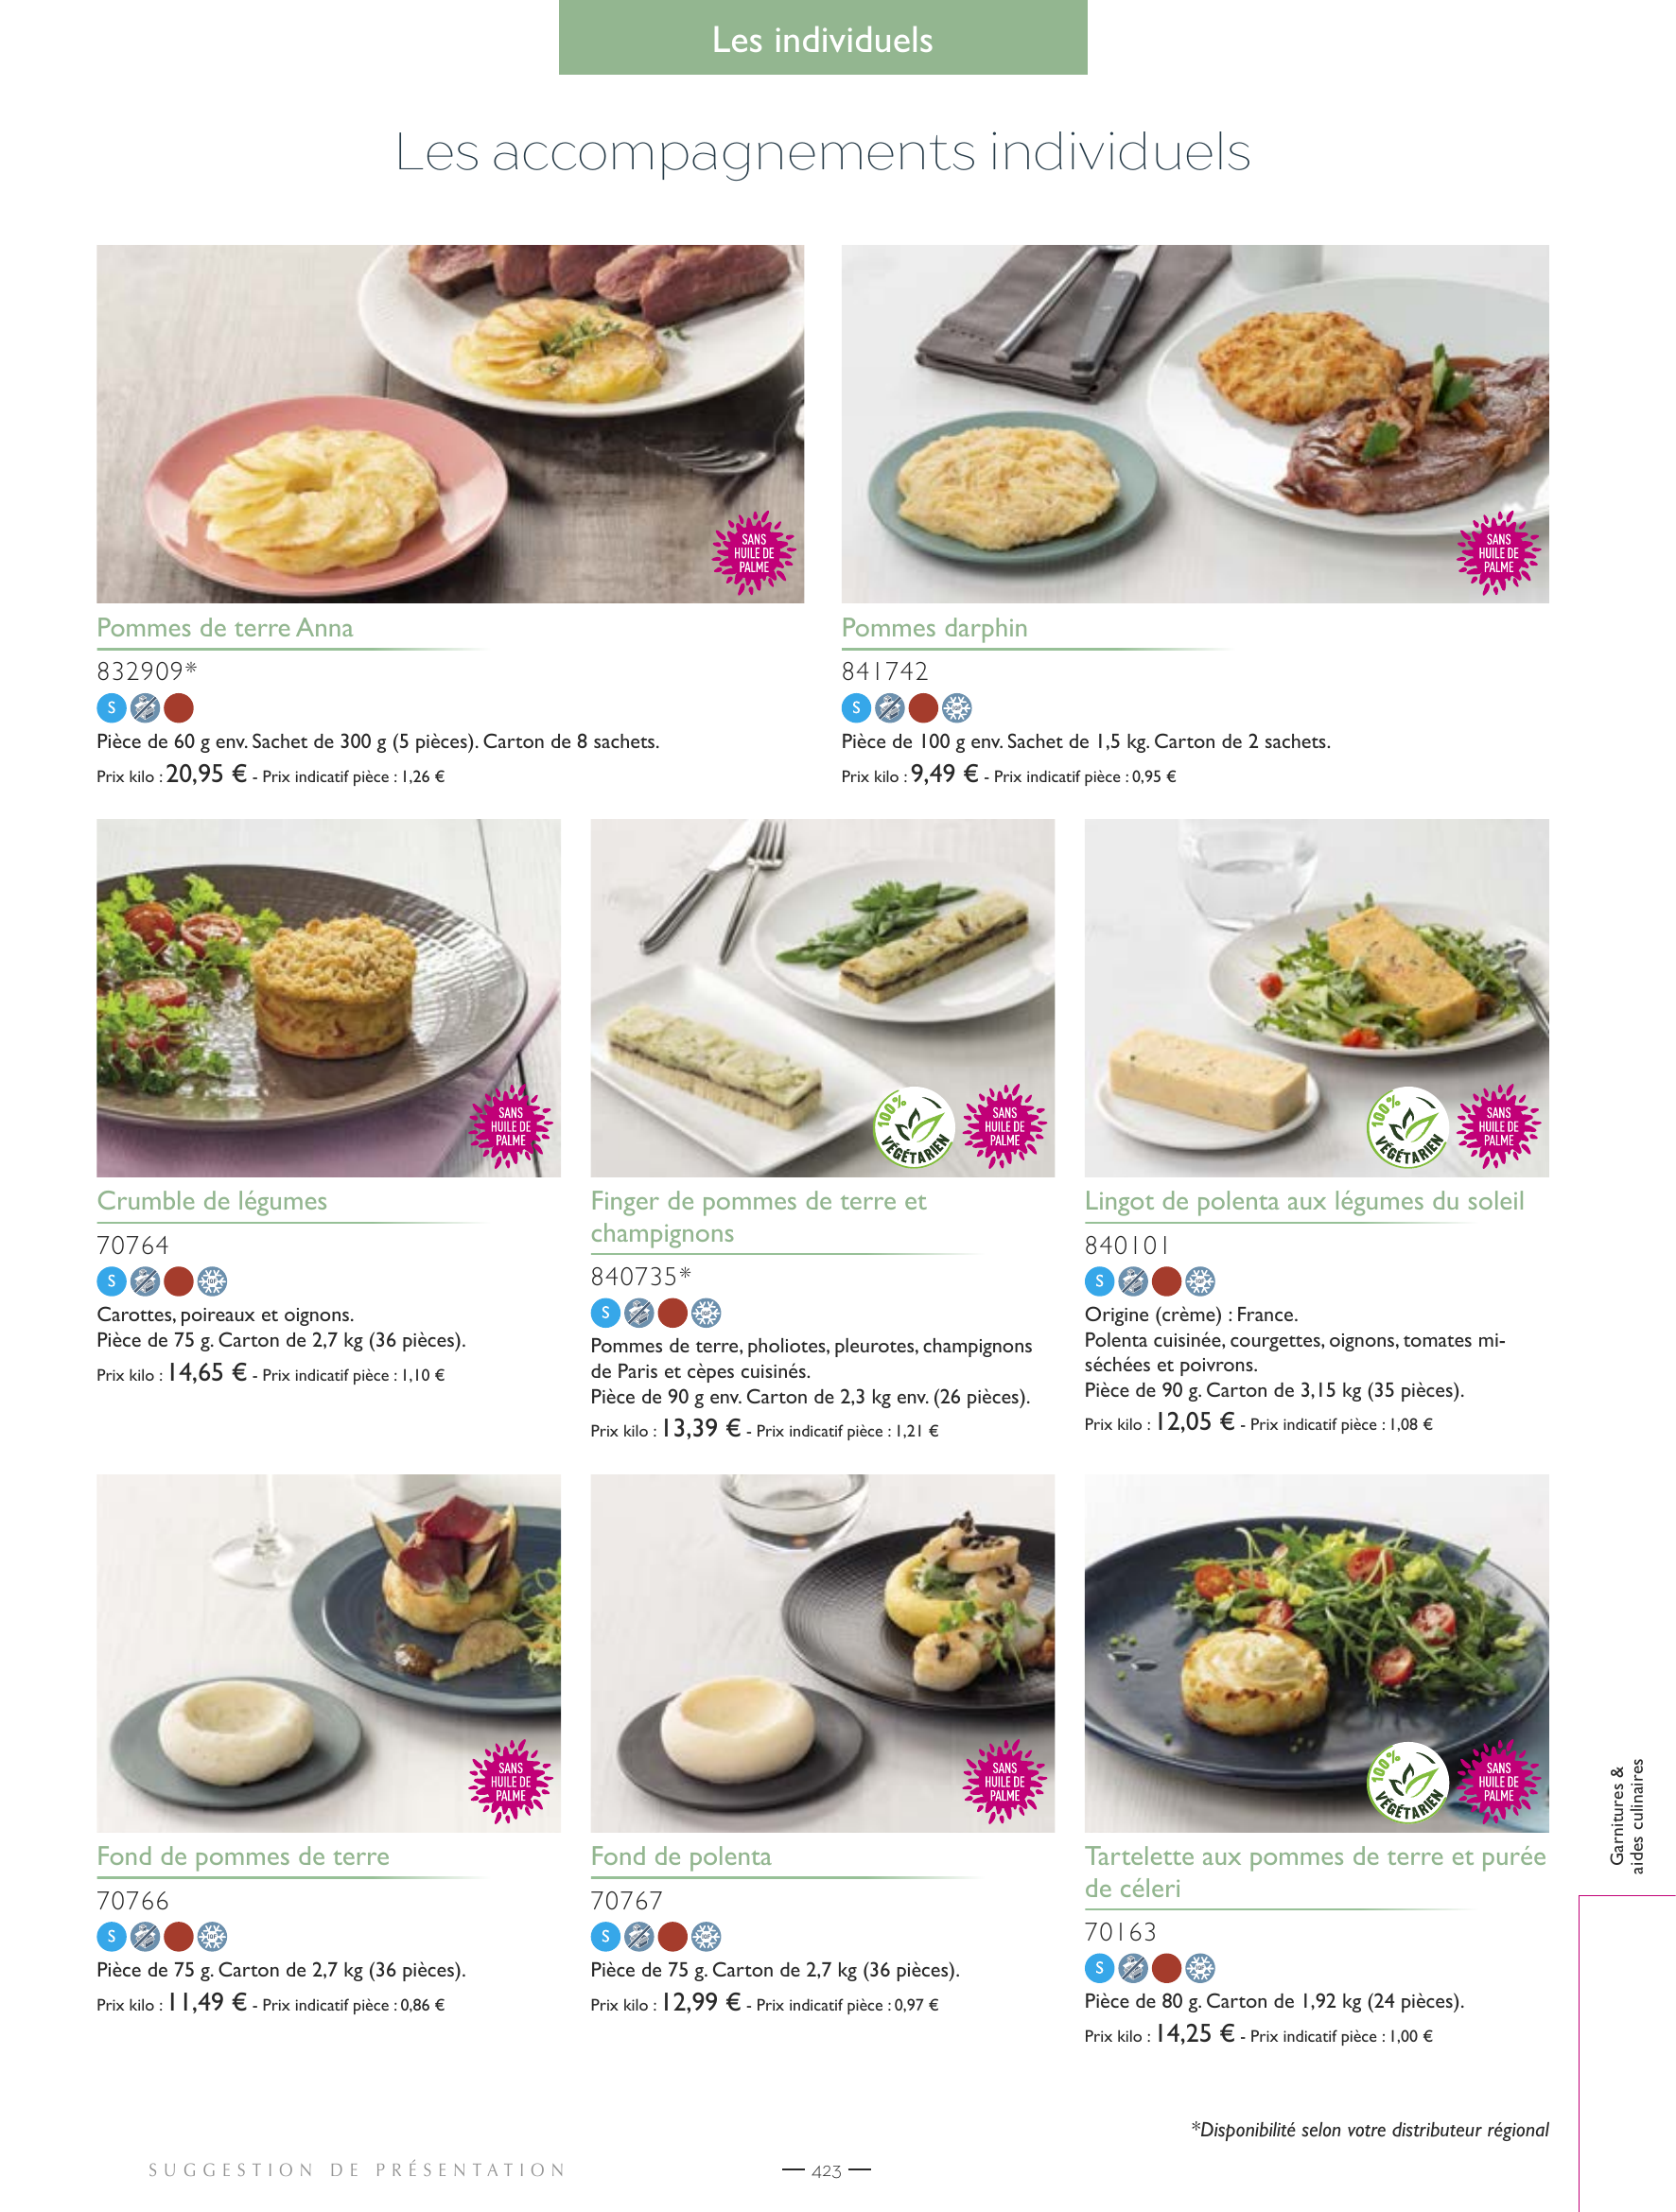 Les individuels
Les accompagnements individuels
SANS
HUILE DE
PALME
SANS
HUILE DE
PALME
Pommes de terre Anna
832909*
S
Pièce de 60 g env. Sachet de 300 g (5 pièces). Carton de 8 sachets.
Prix kilo : 20,95 € - Prix indicatif pièce : 1,26 €
Pommes darphin
841742
S
Pièce de 100 g env. Sachet de 1,5 kg. Carton de 2 sachets.
Prix kilo : 9,49 € - Prix indicatif pièce : 0,95 €
SANS
HUILE DE
PALME
100%
VÉGÉTARIEN
SANS
HUILE DE
PALME
100%
VÉGÉTARIEN
SANS
HUILE DE
PALME
Crumble de légumes
70764
S
Carottes, poireaux et oignons.
Pièce de 75 g. Carton de 2,7 kg (36 pièces).
Prix kilo : 14,65 € - Prix indicatif pièce : 1,10 €
Finger de pommes de terre et
champignons
840735*
S
Pommes de terre, pholiotes, pleurotes, champignons
de Paris et cèpes cuisinés.
Pièce de 90 g env. Carton de 2,3 kg env. (26 pièces).
Prix kilo : 13,39 € - Prix indicatif pièce : 1,21 €
Lingot de polenta aux légumes du soleil
840101
S
Origine (crème) : France.
Polenta cuisinée, courgettes, oignons, tomates mi-
séchées et poivrons.
Pièce de 90 g. Carton de 3,15 kg (35 pièces).
Prix kilo : 12,05 € - Prix indicatif pièce : 1,08 €
SANS
HUILE DE
PALME
SANS
HUILE DE
PALME
100%
VÉGÉTARIEN
SANS
HUILE DE
PALME
Fond de pommes de terre
70766
S
Pièce de 75 g. Carton de 2,7 kg (36 pièces).
Prix kilo : 11,49 € - Prix indicatif pièce : 0,86 €
Fond de polenta
70767
S
Pièce de 75 g. Carton de 2,7 kg (36 pièces).
Prix kilo : 12,99 € - Prix indicatif pièce : 0,97 €
Tartelette aux pommes de terre et purée
de céleri
70163
S
Pièce de 80 g. Carton de 1,92 kg (24 pièces).
Prix kilo : 14,25 € - Prix indicatif pièce : 1,00 €
Garnitures &
aides culinaires
*Disponibilité selon votre distributeur régional
SUGGESTION DE PRÉSENTATION
— 423 —